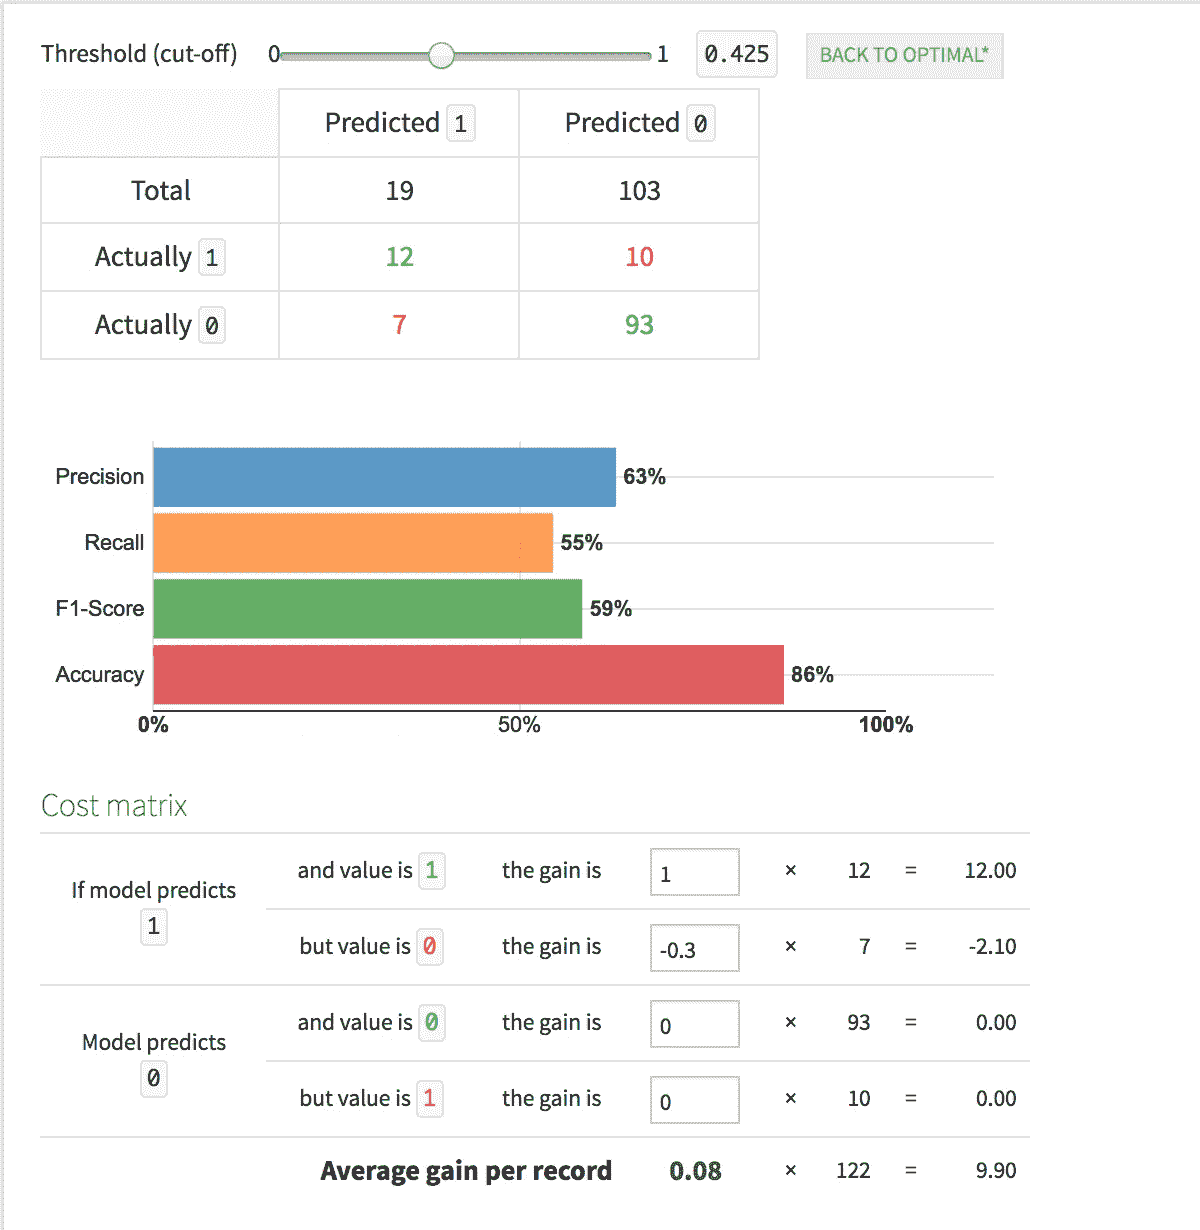 Threshold (cut-off) 0 1 0.425 BACK TO OPTIMAL*
Predicted 1 Predicted 0
Total 19 103
Actually 1 12 10
Actually 0 7 93
Precision 63%
Recall 55%
F1-Score 59%
Accuracy 86%
0% 50% 100%
Cost matrix
If model predicts 1
and value is 1 the gain is 1 × 12 = 12.00
but value is 0 the gain is -0.3 × 7 = -2.10
Model predicts 0
and value is 0 the gain is 0 × 93 = 0.00
but value is 1 the gain is 0 × 10 = 0.00
Average gain per record 0.08 × 122 = 9.90